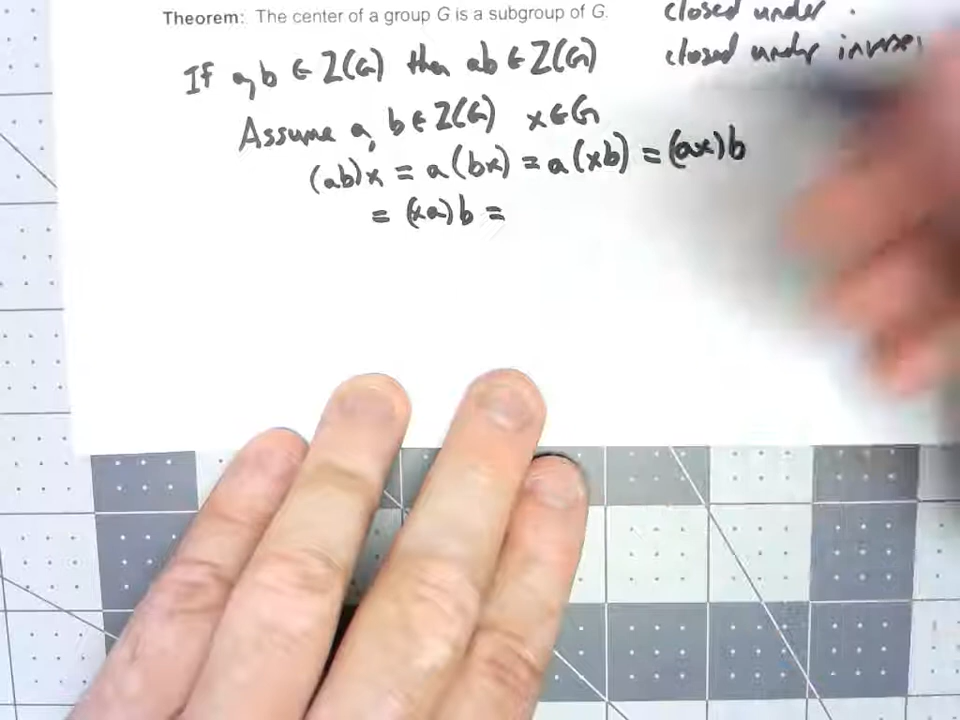 Theorem: The center of a group G is a subgroup of G.
closed under ·
closed under inverses
If a, b ∈ Z(G) then ab ∈ Z(G)
Assume a, b ∈ Z(G) x ∈ G
(ab)x = a(bx) = a(xb) = (ax)b
= (xa)b =